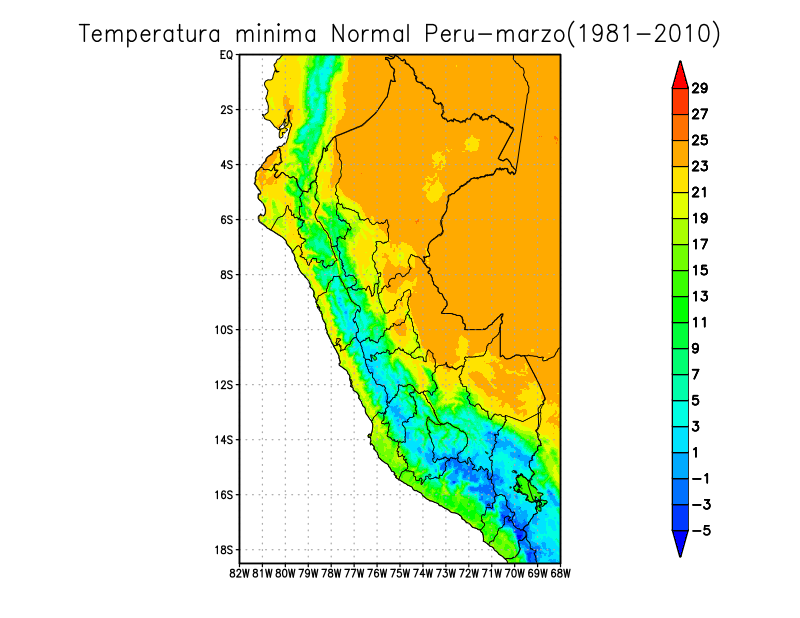 Temperatura minima Normal Peru-marzo(1981-2010)
EQ
2S
4S
6S
8S
10S
12S
14S
16S
18S
82W 81W 80W 79W 78W 77W 76W 75W 74W 73W 72W 71W 70W 69W 68W
29
27
25
23
21
19
17
15
13
11
9
7
5
3
1
-1
-3
-5